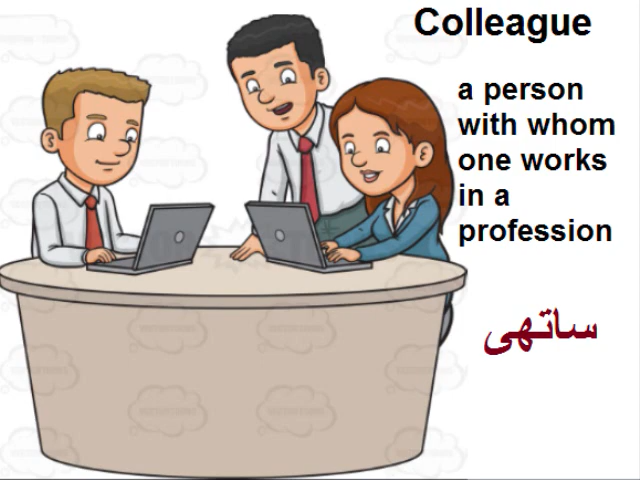 Colleague
a person
with whom
one works
in a
profession
ساتھی